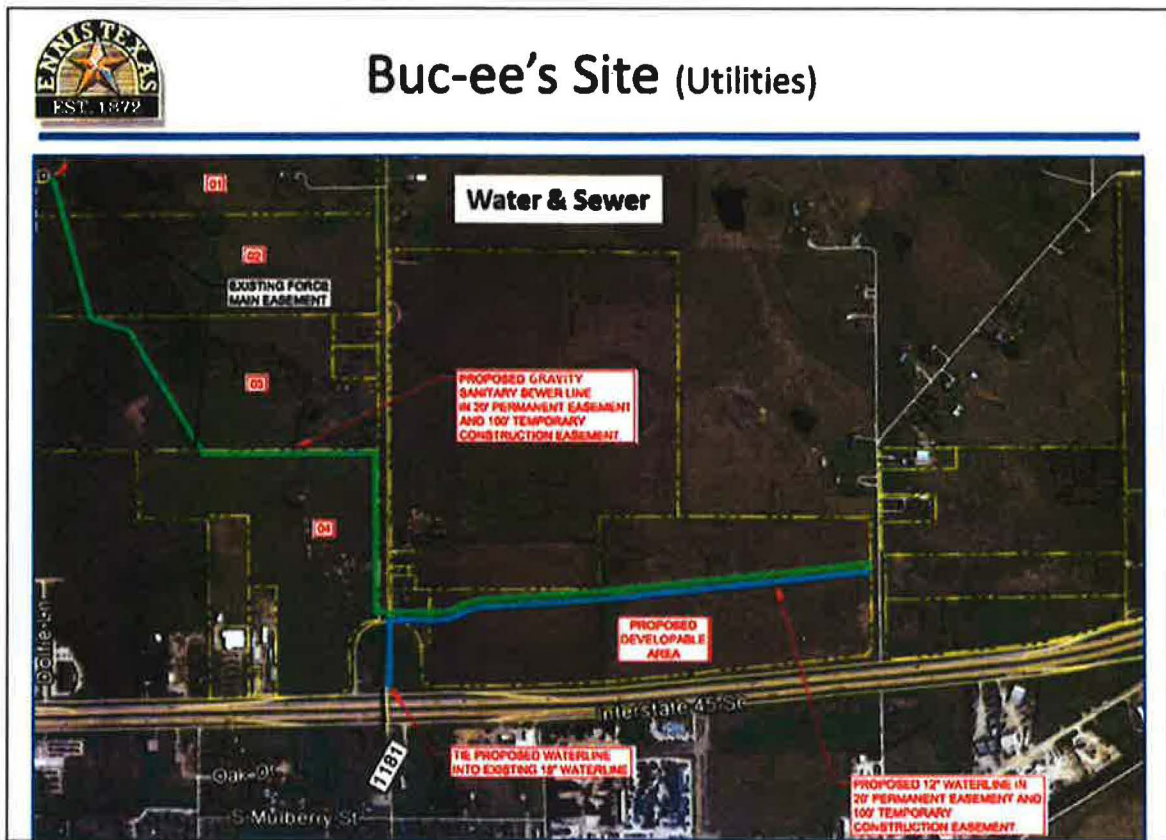 ENNIS TEXAS
EST. 1872
Buc-ee's Site (Utilities)
Water & Sewer
01
02
EXISTING FORCE
MAIN EASEMENT
03
PROPOSED GRAVITY
SANITARY SEWER LINE
IN 20' PERMANENT EASEMENT
AND 100' TEMPORARY
CONSTRUCTION EASEMENT
04
PROPOSED
DEVELOPABLE
AREA
Interstate 45 Sc
1181
TIE PROPOSED WATERLINE
INTO EXISTING 18" WATERLINE
PROPOSED 12" WATERLINE IN
20' PERMANENT EASEMENT AND
100' TEMPORARY
CONSTRUCTION EASEMENT
S Mulberry St